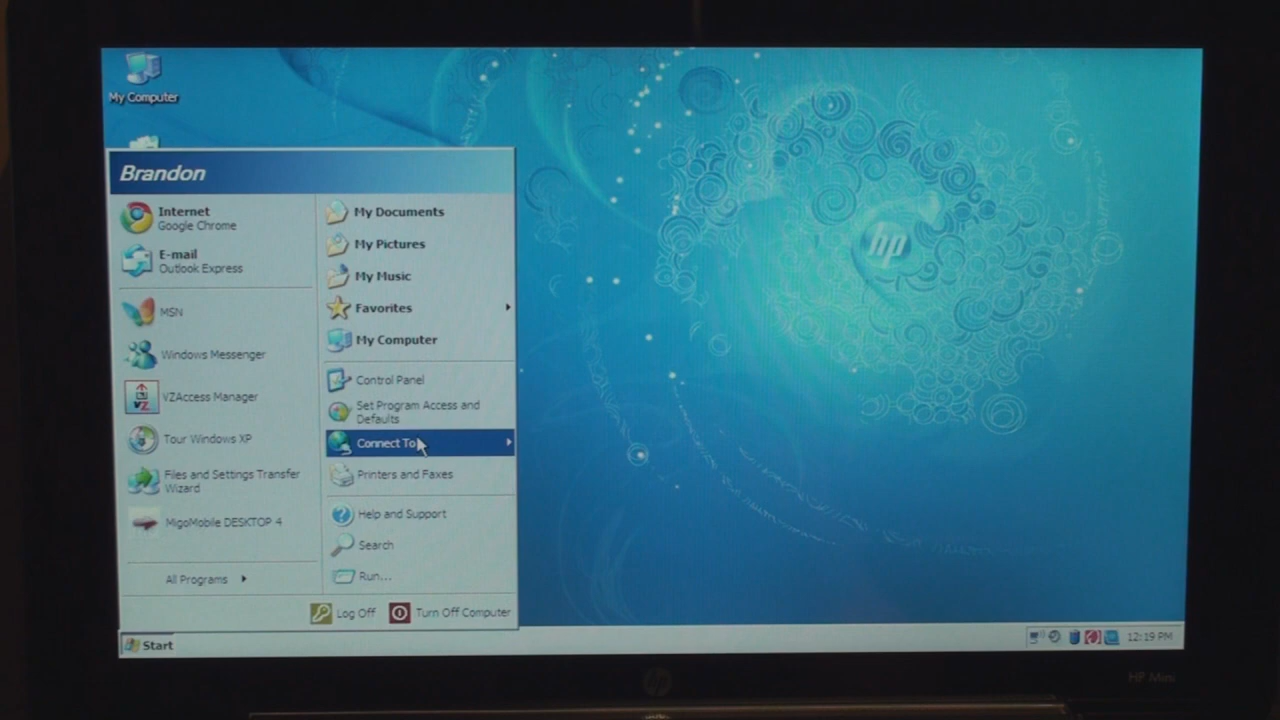 My Computer
Brandon
Internet
Google Chrome
E-mail
Outlook Express
MSN
Windows Messenger
VZAccess Manager
Tour Windows XP
Files and Settings Transfer
Wizard
MigoMobile DESKTOP 4
All Programs
My Documents
My Pictures
My Music
Favorites
My Computer
Control Panel
Set Program Access and
Defaults
Connect To
Printers and Faxes
Help and Support
Search
Run...
Log Off
Turn Off Computer
Start
12:19 PM
hp
hp
HP Mini